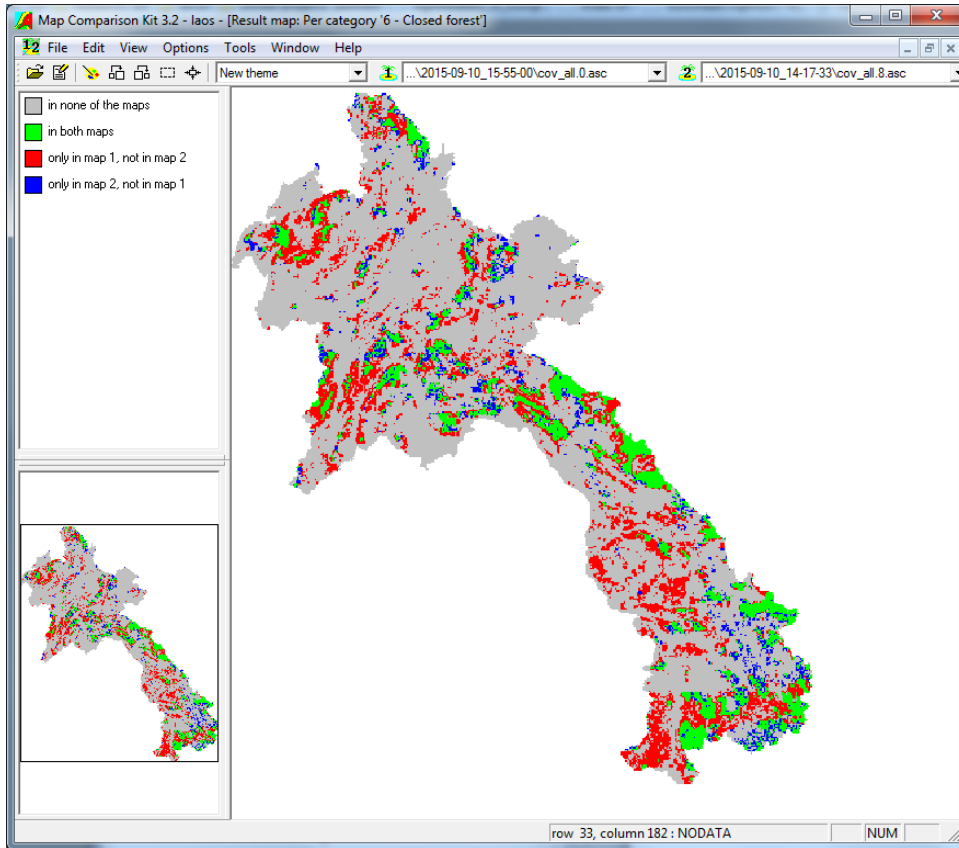 Map Comparison Kit 3.2 - laos - [Result map: Per category '6 - Closed forest']
File Edit View Options Tools Window Help
New theme 1 ...\2015-09-10_15-55-00\cov_all.0.asc 2 ...\2015-09-10_14-17-33\cov_all.8.asc
in none of the maps
in both maps
only in map 1, not in map 2
only in map 2, not in map 1
row 33, column 182 : NODATA NUM